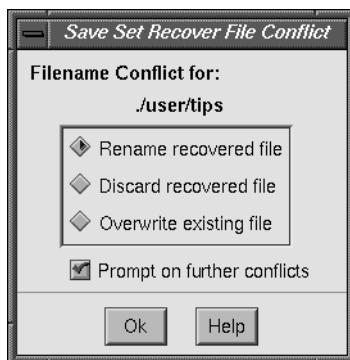 Save Set Recover File Conflict
Filename Conflict for:
./user/tips
Rename recovered file
Discard recovered file
Overwrite existing file
Prompt on further conflicts
Ok Help